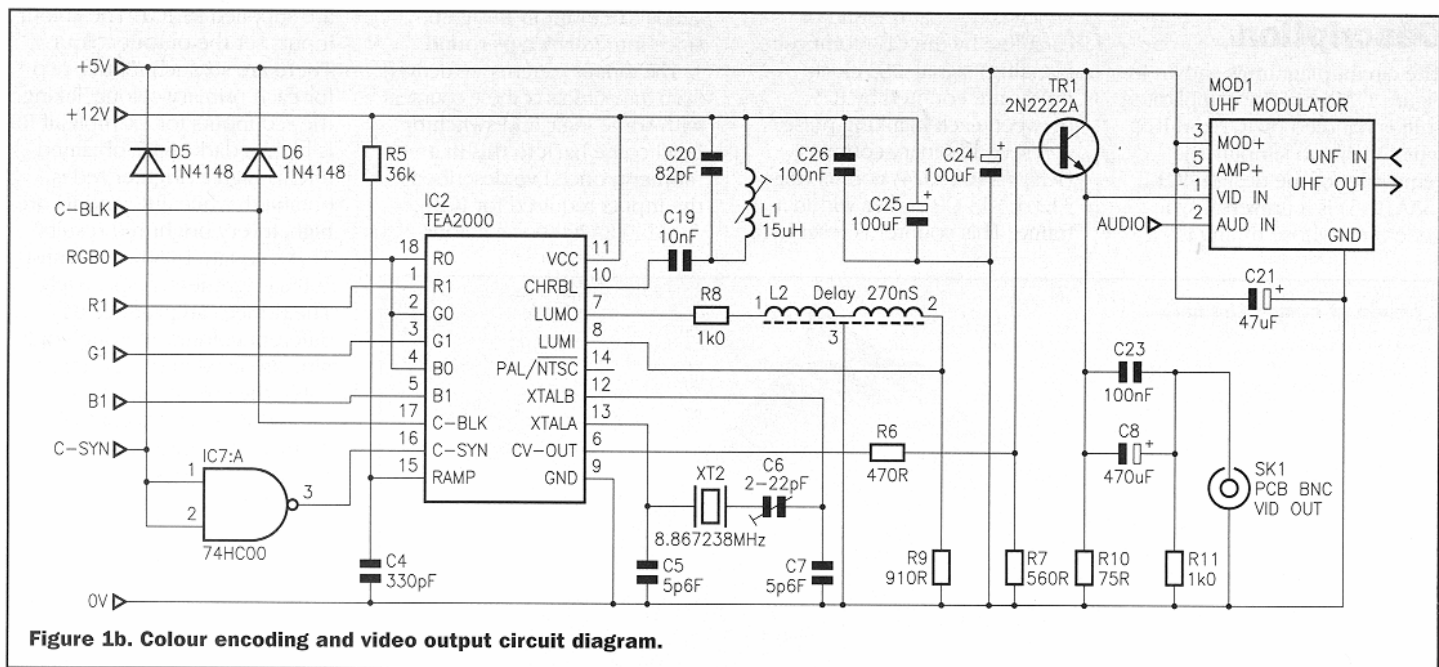 +5V
+12V
D5
1N4148
D6
1N4148
R5
36k
C-BLK
RGB0
R1
G1
B1
C-SYN
0V
IC7:A
1
2
3
74HC00
C4
330pF
IC2
TEA2000
18 R0
1 R1
2 G0
3 G1
4 B0
5 B1
17 C-BLK
16 C-SYN
15 RAMP
VCC 11
CHRBL 10
LUMO 7
LUMI 8
PAL/NTSC 14
XTALB 12
XTALA 13
CV-OUT 6
GND 9
C20
82pF
C19
10nF
L1
15uH
C26
100nF
C24
100uF
+
C25
100uF
+
R8
1k0
1 L2 Delay 270nS 2
3
R6
470R
XT2
8.867238MHz
C6
2-22pF
C5
5p6F
C7
5p6F
R9
910R
R7
560R
R10
75R
R11
1k0
TR1
2N2222A
C23
100nF
C8
470uF
+
C21
47uF
+
SK1
PCB BNC
VID OUT
MOD1
UHF MODULATOR
3 MOD+
5 AMP+
1 VID IN
2 AUD IN
UNF IN
UHF OUT
GND
AUDIO
Figure 1b. Colour encoding and video output circuit diagram.